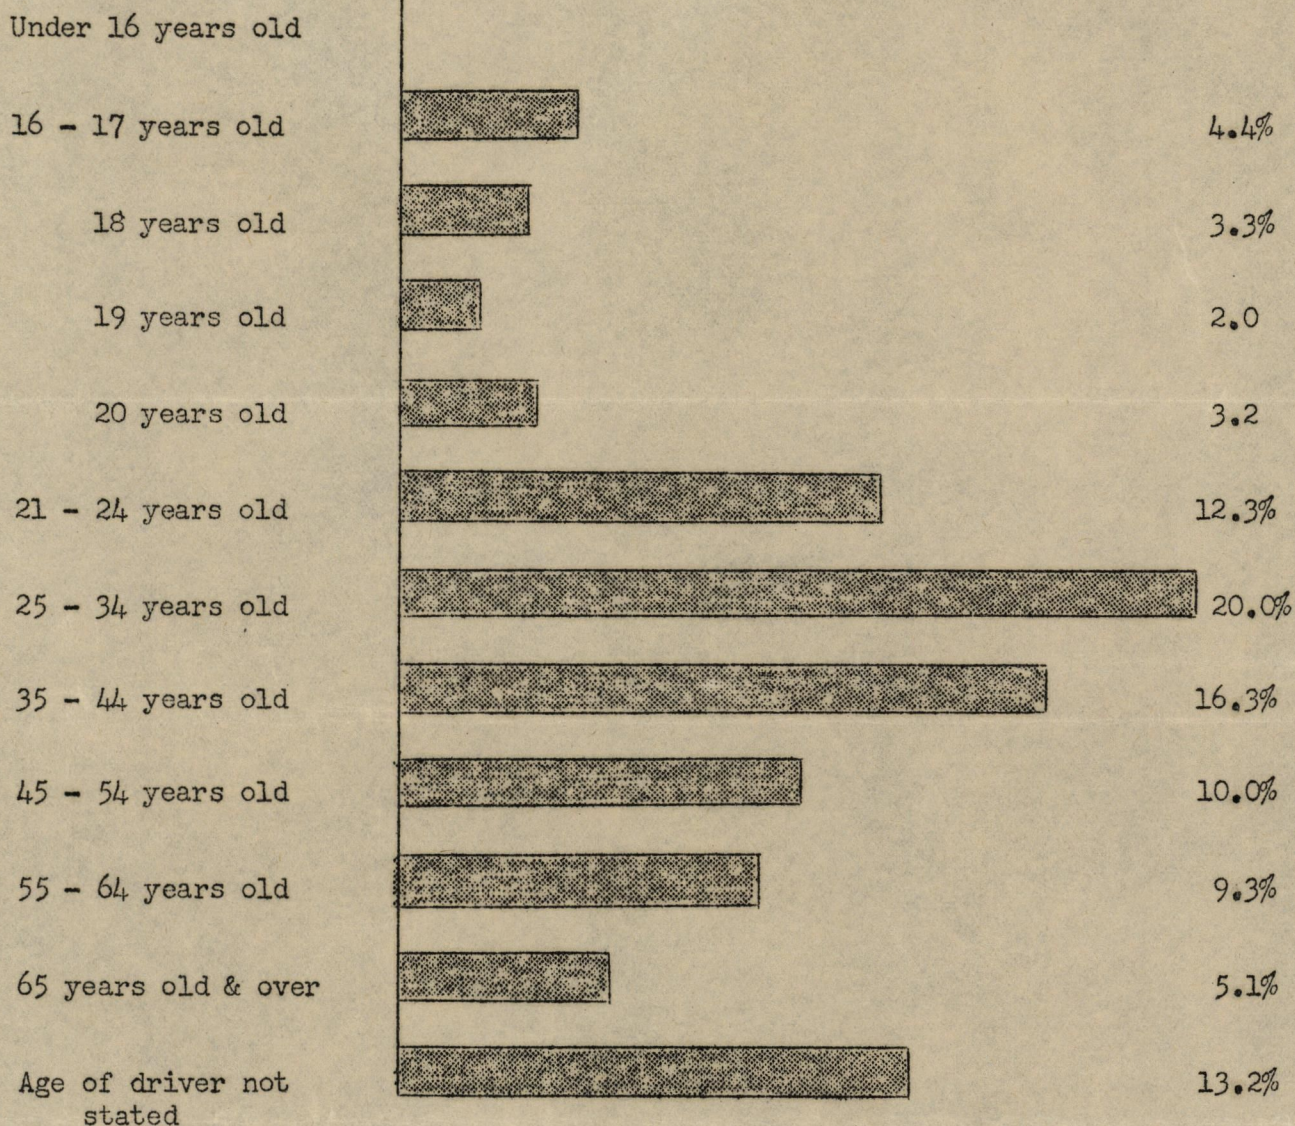 Under 16 years old
16 - 17 years old 4.4%
18 years old 3.3%
19 years old 2.0
20 years old 3.2
21 - 24 years old 12.3%
25 - 34 years old 20.0%
35 - 44 years old 16.3%
45 - 54 years old 10.0%
55 - 64 years old 9.3%
65 years old & over 5.1%
Age of driver not 13.2%
stated